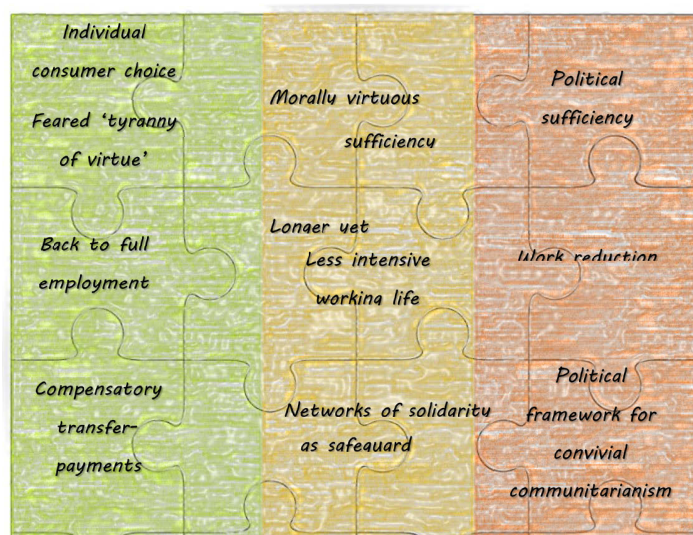 Individual
consumer choice
Feared ‘tyranny
of virtue’
Morally virtuous
sufficiency
Political
sufficiency
Back to full
employment
Longer yet
Less intensive
working life
Work reduction
Compensatory
transfer-
payments
Networks of solidarity
as safeguard
Political
framework for
convivial
communitarianism